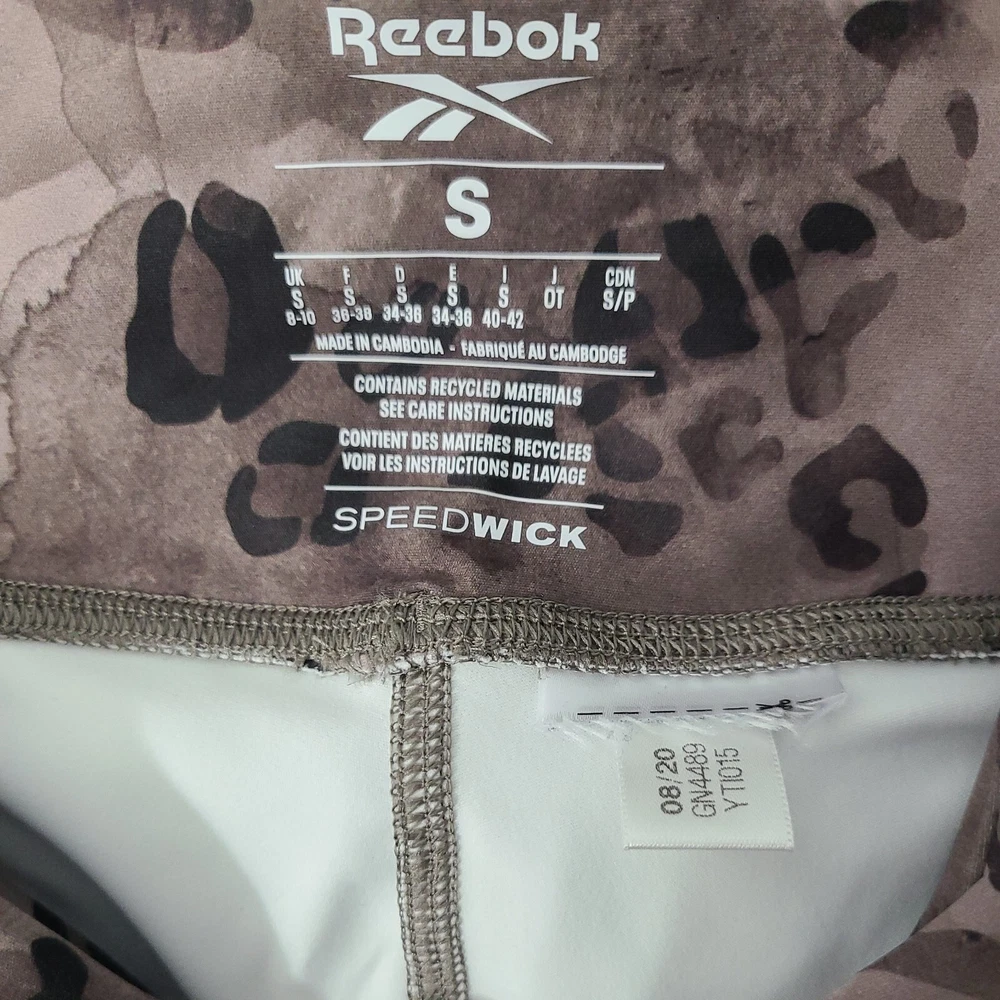 Reebok
S
UK F D E I J CDN
S S S S S OT S/P
8-10 36-38 34-36 34-36 40-42
MADE IN CAMBODIA - FABRIQUÉ AU CAMBODGE
CONTAINS RECYCLED MATERIALS
SEE CARE INSTRUCTIONS
CONTIENT DES MATIERES RECYCLEES
VOIR LES INSTRUCTIONS DE LAVAGE
SPEEDWICK
08/20
GN4489
YTI015